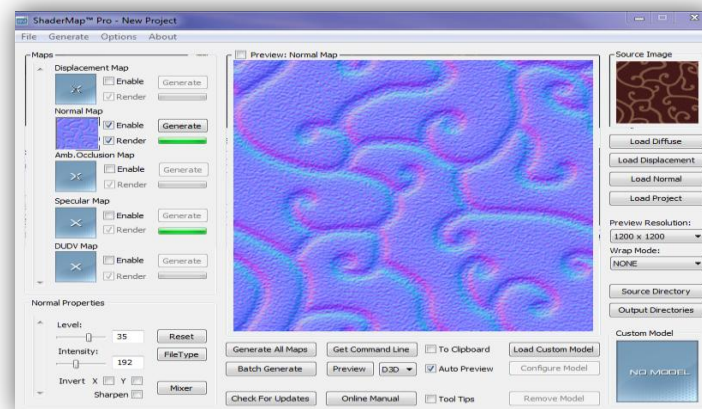 ShaderMap™ Pro - New Project
File Generate Options About
Maps
Displacement Map
Enable
Generate
Render
Normal Map
Enable
Generate
Render
Amb.Occlusion Map
Enable
Generate
Render
Specular Map
Enable
Generate
Render
DUDV Map
Enable
Generate
Render
Normal Properties
Level:
35
Reset
Intensity:
192
FileType
Invert X Y
Sharpen
Mixer
Preview: Normal Map
Generate All Maps
Get Command Line
To Clipboard
Load Custom Model
Batch Generate
Preview
D3D
Auto Preview
Configure Model
Check For Updates
Online Manual
Tool Tips
Remove Model
Source Image
Load Diffuse
Load Displacement
Load Normal
Load Project
Preview Resolution:
1200 x 1200
Wrap Mode:
NONE
Source Directory
Output Directories
Custom Model
NO MODEL